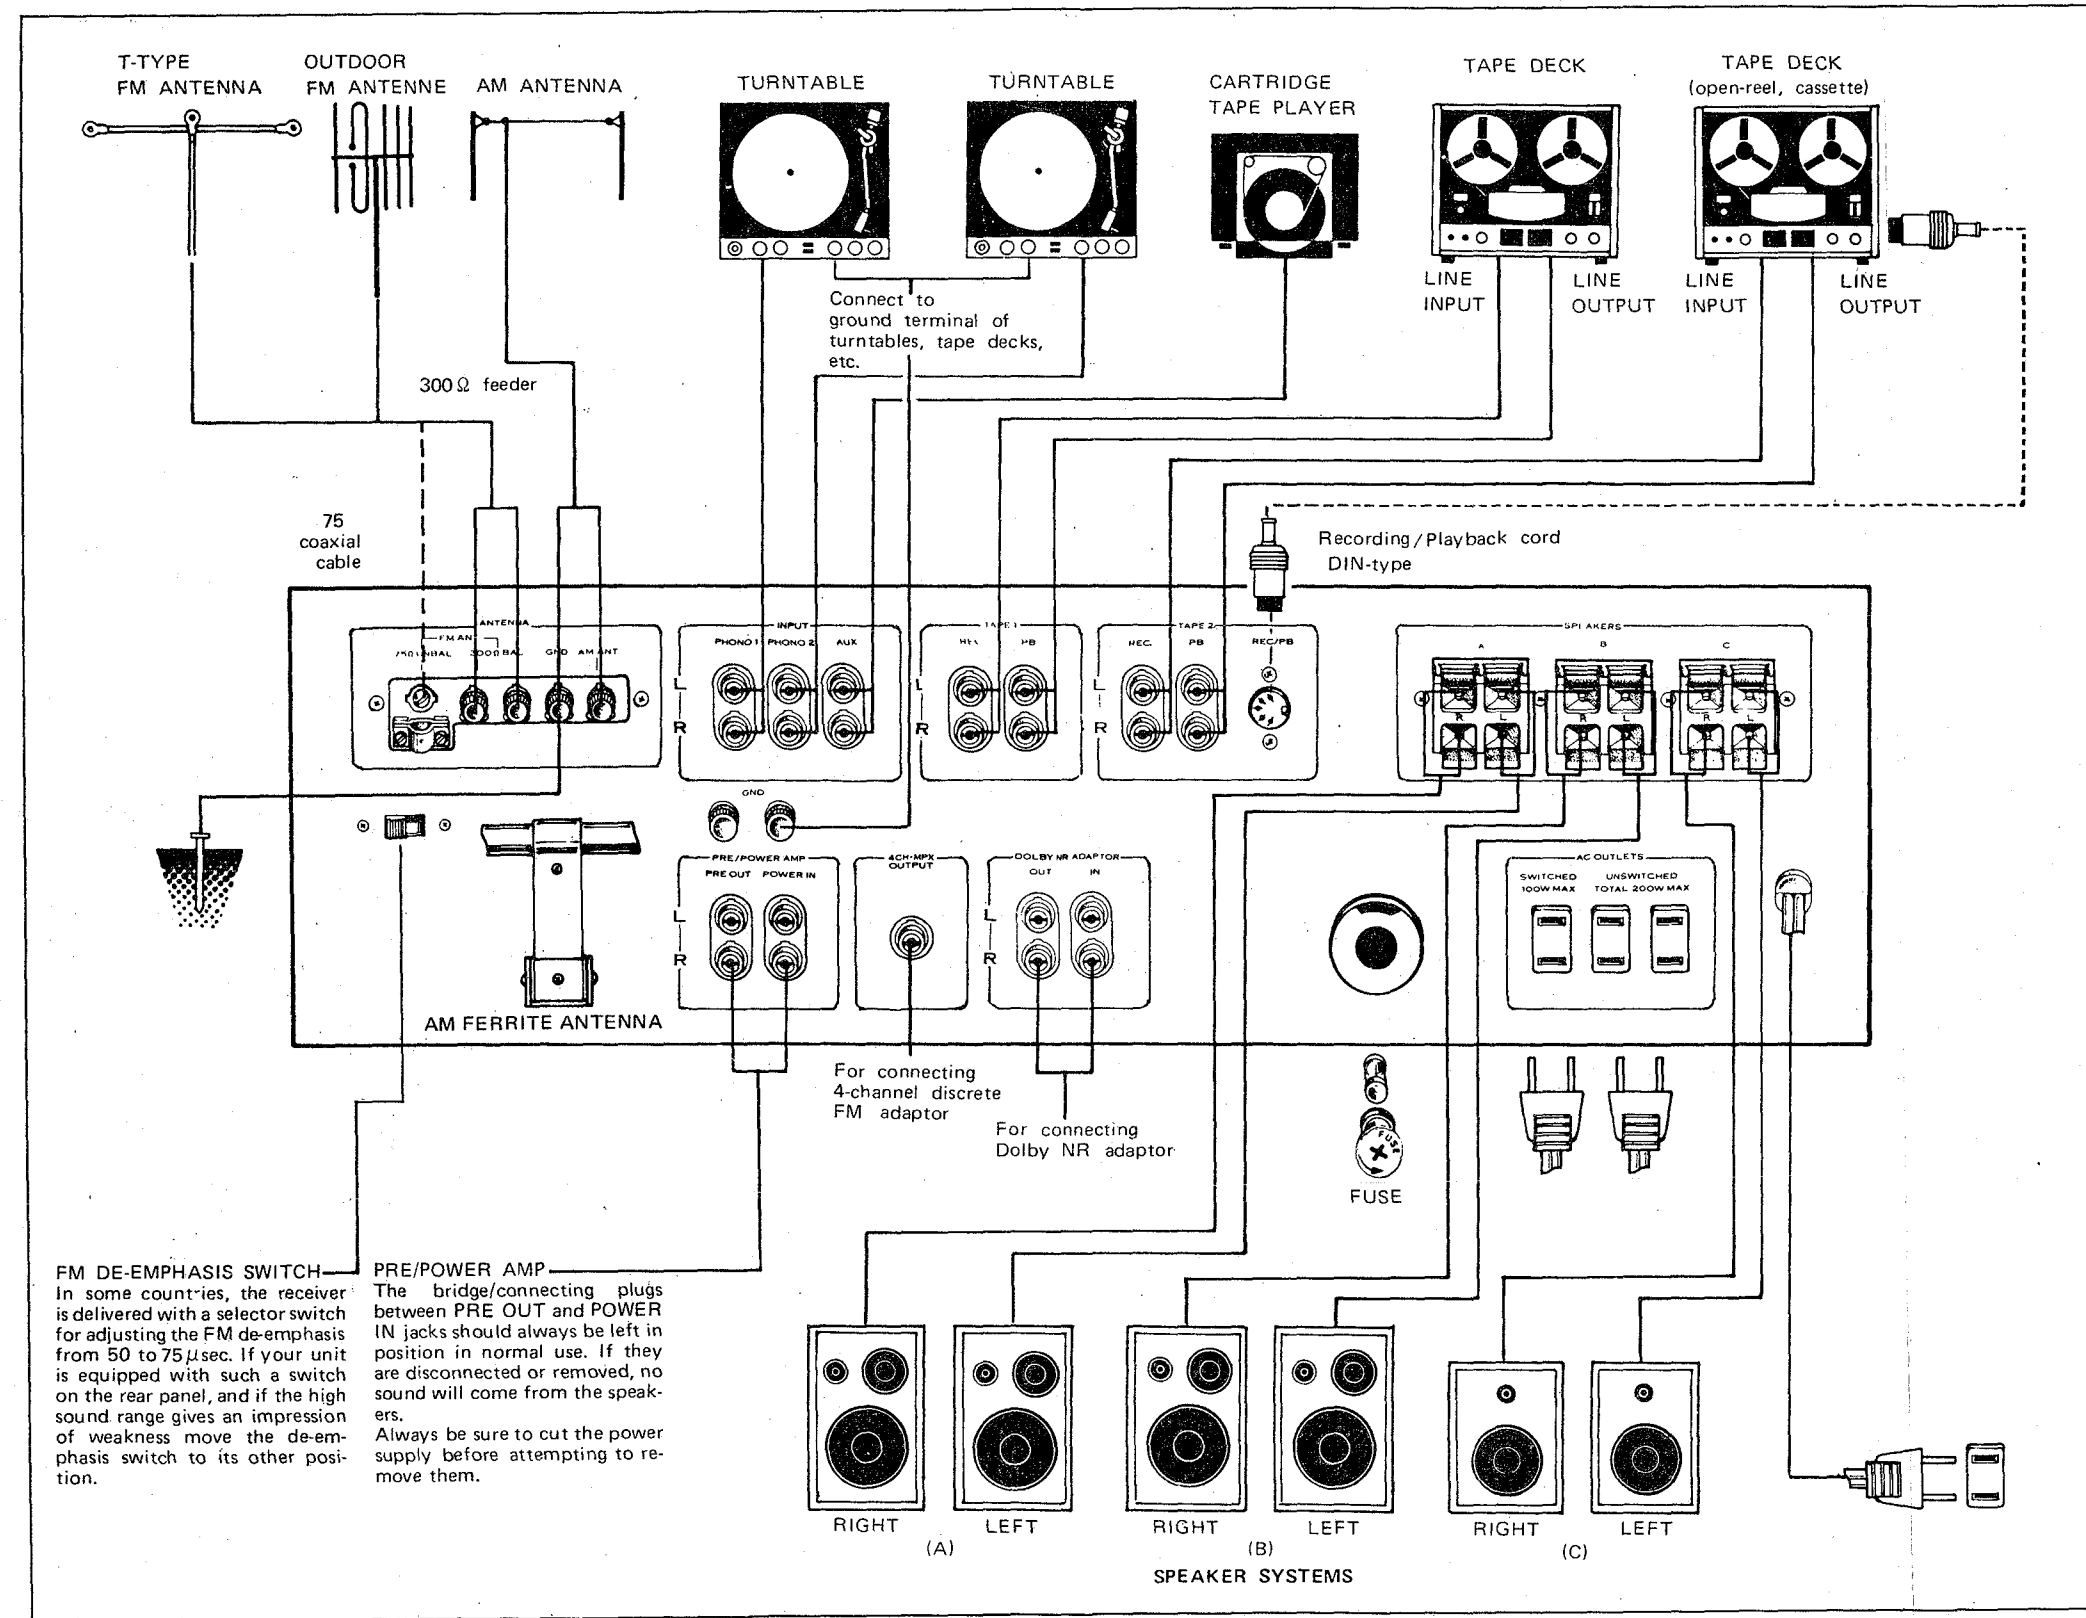 T-TYPE
FM ANTENNA
OUTDOOR
FM ANTENNE
AM ANTENNA
TURNTABLE
TURNTABLE
CARTRIDGE
TAPE PLAYER
TAPE DECK
TAPE DECK
(open-reel, cassette)
LINE
INPUT
LINE
OUTPUT
LINE
INPUT
LINE
OUTPUT
Connect to
ground terminal of
turntables, tape decks,
etc.
300Ω feeder
75
coaxial
cable
Recording/Playback cord
DIN-type
ANTENNA
FM AN
300Ω BAL
GND AM ANT
INPUT
PHONO 1 PHONO 2 AUX
L
R
TAPE 1
PB
L
R
TAPE 2
REC. PB REC/PB
L
R
SPEAKERS
A B C
R L R L R L
GND
PRE/POWER AMP
PRE OUT POWER IN
L
R
4CH-MPX
OUTPUT
DOLBY NR ADAPTOR
OUT IN
L
R
AC OUTLETS
SWITCHED UNSWITCHED
100W MAX TOTAL 200W MAX
AM FERRITE ANTENNA
For connecting
4-channel discrete
FM adaptor
For connecting
Dolby NR adaptor
FUSE
FUSE
FM DE-EMPHASIS SWITCH
In some countries, the receiver
is delivered with a selector switch
for adjusting the FM de-emphasis
from 50 to 75μsec. If your unit
is equipped with such a switch
on the rear panel, and if the high
sound range gives an impression
of weakness move the de-em-
phasis switch to its other posi-
tion.
PRE/POWER AMP
The bridge/connecting plugs
between PRE OUT and POWER
IN jacks should always be left in
position in normal use. If they
are disconnected or removed, no
sound will come from the speak-
ers.
Always be sure to cut the power
supply before attempting to re-
move them.
RIGHT LEFT
(A)
RIGHT LEFT
(B)
RIGHT LEFT
(C)
SPEAKER SYSTEMS